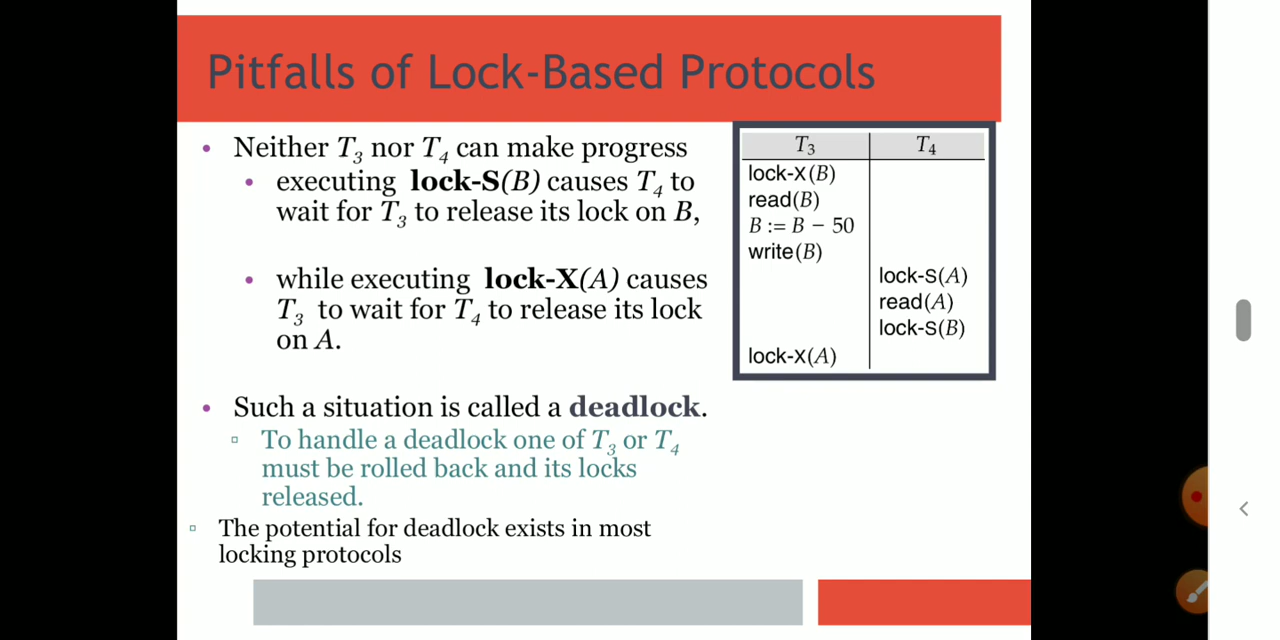 Pitfalls of Lock-Based Protocols
• Neither T3 nor T4 can make progress
• executing lock-S(B) causes T4 to
wait for T3 to release its lock on B,
• while executing lock-X(A) causes
T3 to wait for T4 to release its lock
on A.
• Such a situation is called a deadlock.
▫ To handle a deadlock one of T3 or T4
must be rolled back and its locks
released.
▫ The potential for deadlock exists in most
locking protocols
T3 T4
lock-X(B)
read(B)
B := B − 50
write(B)
lock-S(A)
read(A)
lock-S(B)
lock-X(A)